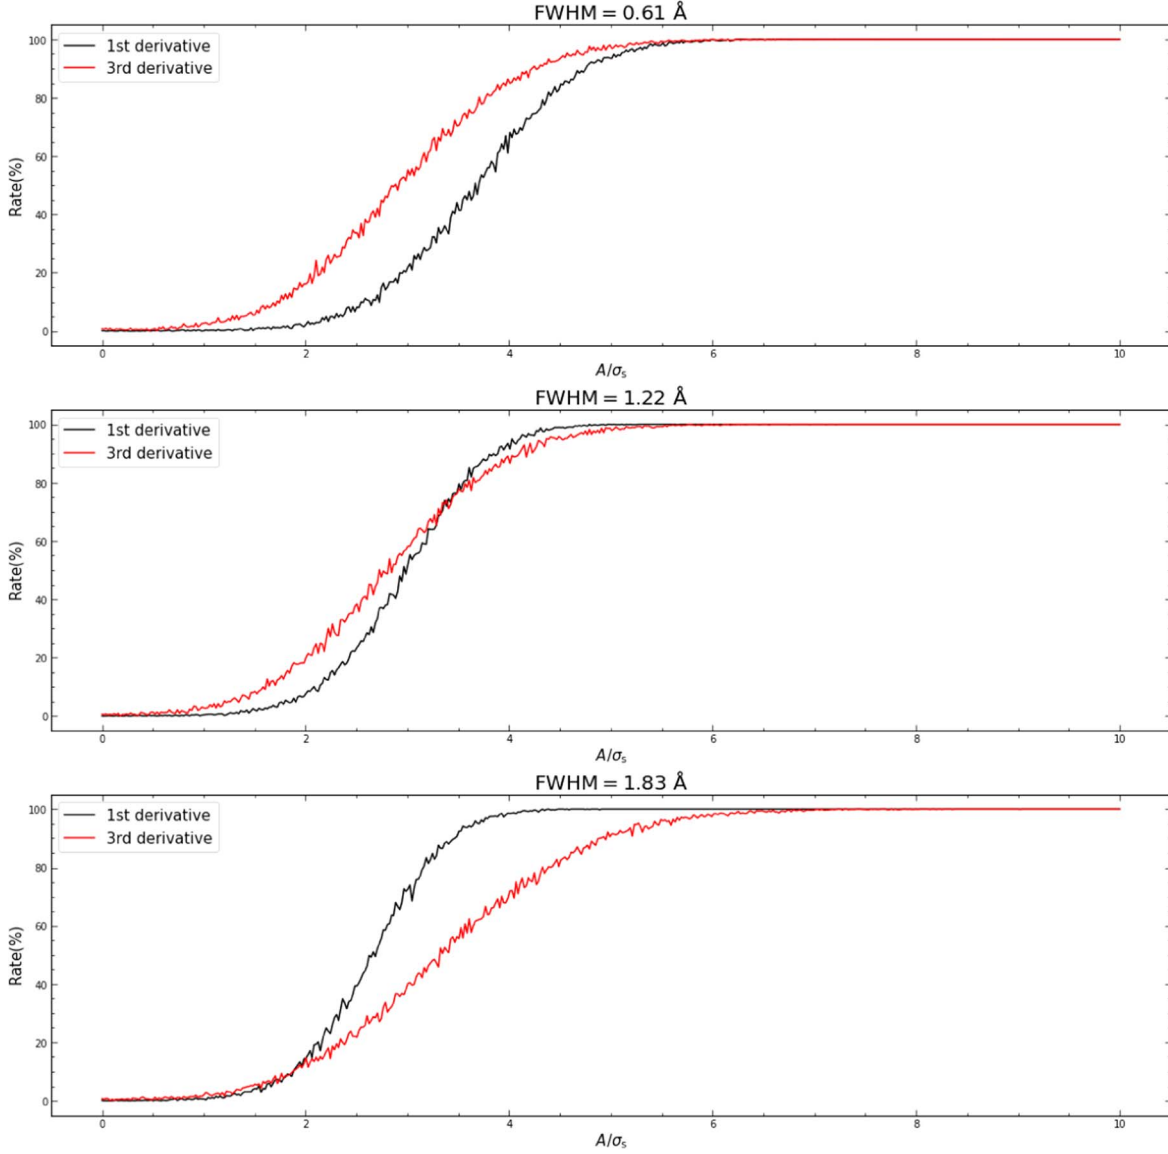 FWHM = 0.61 Å
100
80
60
40
20
0
Rate(%)
1st derivative
3rd derivative
0 2 4 6 8 10
A/σs
FWHM = 1.22 Å
100
80
60
40
20
0
Rate(%)
1st derivative
3rd derivative
0 2 4 6 8 10
A/σs
FWHM = 1.83 Å
100
80
60
40
20
0
Rate(%)
1st derivative
3rd derivative
0 2 4 6 8 10
A/σs